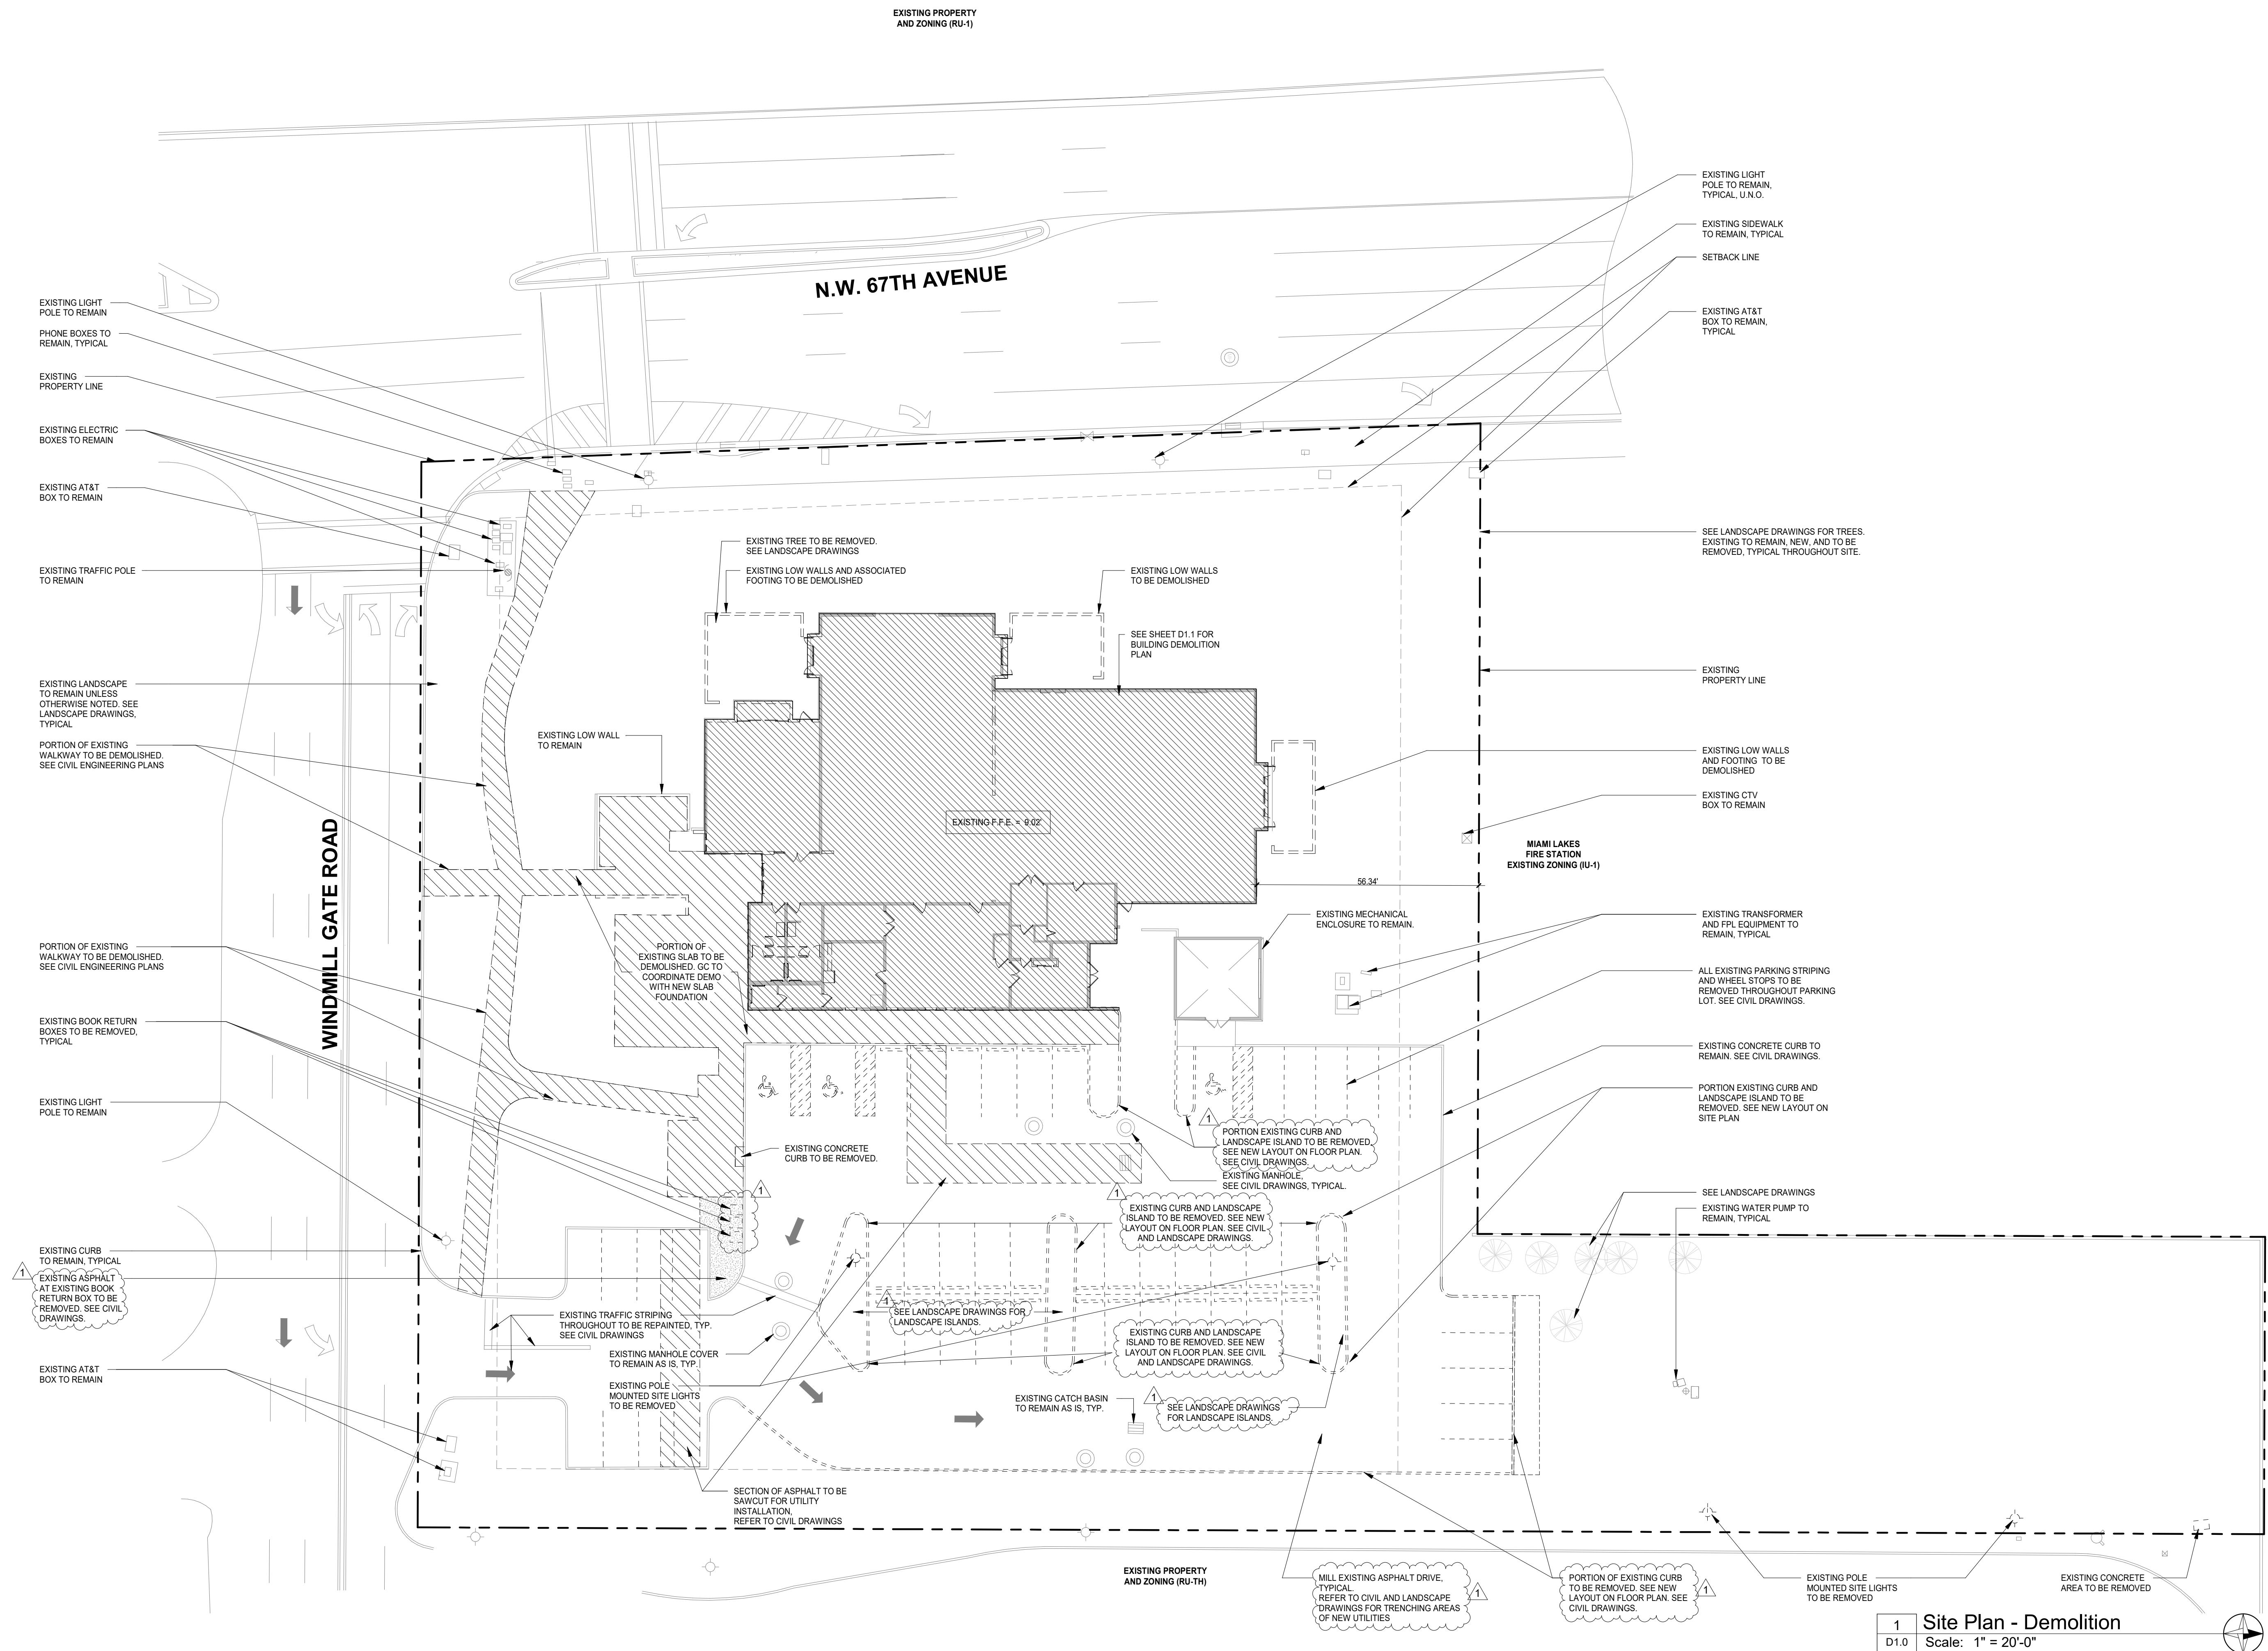 EXISTING PROPERTY
AND ZONING (RU-1)
N.W. 67TH AVENUE
EXISTING LIGHT
POLE TO REMAIN
PHONE BOXES TO
REMAIN, TYPICAL
EXISTING
PROPERTY LINE
EXISTING ELECTRIC
BOXES TO REMAIN
EXISTING AT&T
BOX TO REMAIN
EXISTING TRAFFIC POLE
TO REMAIN
EXISTING LANDSCAPE
TO REMAIN UNLESS
OTHERWISE NOTED. SEE
LANDSCAPE DRAWINGS,
TYPICAL
PORTION OF EXISTING
WALKWAY TO BE DEMOLISHED.
SEE CIVIL ENGINEERING PLANS
PORTION OF EXISTING
WALKWAY TO BE DEMOLISHED.
SEE CIVIL ENGINEERING PLANS
EXISTING BOOK RETURN
BOXES TO BE REMOVED,
TYPICAL
EXISTING LIGHT
POLE TO REMAIN
EXISTING CURB
TO REMAIN, TYPICAL
1
EXISTING ASPHALT
AT EXISTING BOOK
RETURN BOX TO BE
REMOVED. SEE CIVIL
DRAWINGS.
EXISTING AT&T
BOX TO REMAIN
WINDMILL GATE ROAD
EXISTING TREE TO BE REMOVED.
SEE LANDSCAPE DRAWINGS
EXISTING LOW WALLS AND ASSOCIATED
FOOTING TO BE DEMOLISHED
EXISTING LOW WALLS
TO BE DEMOLISHED
SEE SHEET D1.1 FOR
BUILDING DEMOLITION
PLAN
EXISTING LOW WALL
TO REMAIN
EXISTING F.F.E. = 9.02'
56.34'
PORTION OF
EXISTING SLAB TO BE
DEMOLISHED. GC TO
COORDINATE DEMO
WITH NEW SLAB
FOUNDATION
EXISTING MECHANICAL
ENCLOSURE TO REMAIN.
EXISTING CONCRETE
CURB TO BE REMOVED.
1
1
PORTION EXISTING CURB AND
LANDSCAPE ISLAND TO BE REMOVED.
SEE NEW LAYOUT ON FLOOR PLAN.
SEE CIVIL DRAWINGS.
EXISTING MANHOLE,
SEE CIVIL DRAWINGS, TYPICAL.
1
EXISTING CURB AND LANDSCAPE
ISLAND TO BE REMOVED. SEE NEW
LAYOUT ON FLOOR PLAN. SEE CIVIL
AND LANDSCAPE DRAWINGS.
1
SEE LANDSCAPE DRAWINGS FOR
LANDSCAPE ISLANDS.
EXISTING CURB AND LANDSCAPE
ISLAND TO BE REMOVED. SEE NEW
LAYOUT ON FLOOR PLAN. SEE CIVIL
AND LANDSCAPE DRAWINGS.
EXISTING TRAFFIC STRIPING
THROUGHOUT TO BE REPAINTED, TYP.
SEE CIVIL DRAWINGS
EXISTING MANHOLE COVER
TO REMAIN AS IS, TYP.
EXISTING POLE
MOUNTED SITE LIGHTS
TO BE REMOVED
EXISTING CATCH BASIN
TO REMAIN AS IS, TYP.
1
SEE LANDSCAPE DRAWINGS
FOR LANDSCAPE ISLANDS.
SECTION OF ASPHALT TO BE
SAWCUT FOR UTILITY
INSTALLATION,
REFER TO CIVIL DRAWINGS
EXISTING LIGHT
POLE TO REMAIN,
TYPICAL, U.N.O.
EXISTING SIDEWALK
TO REMAIN, TYPICAL
SETBACK LINE
EXISTING AT&T
BOX TO REMAIN,
TYPICAL
SEE LANDSCAPE DRAWINGS FOR TREES.
EXISTING TO REMAIN, NEW, AND TO BE
REMOVED, TYPICAL THROUGHOUT SITE.
EXISTING
PROPERTY LINE
EXISTING LOW WALLS
AND FOOTING TO BE
DEMOLISHED
EXISTING CTV
BOX TO REMAIN
MIAMI LAKES
FIRE STATION
EXISTING ZONING (IU-1)
EXISTING TRANSFORMER
AND FPL EQUIPMENT TO
REMAIN, TYPICAL
ALL EXISTING PARKING STRIPING
AND WHEEL STOPS TO BE
REMOVED THROUGHOUT PARKING
LOT. SEE CIVIL DRAWINGS.
EXISTING CONCRETE CURB TO
REMAIN. SEE CIVIL DRAWINGS.
PORTION EXISTING CURB AND
LANDSCAPE ISLAND TO BE
REMOVED. SEE NEW LAYOUT ON
SITE PLAN
SEE LANDSCAPE DRAWINGS
EXISTING WATER PUMP TO
REMAIN, TYPICAL
EXISTING PROPERTY
AND ZONING (RU-TH)
MILL EXISTING ASPHALT DRIVE,
TYPICAL.
REFER TO CIVIL AND LANDSCAPE
DRAWINGS FOR TRENCHING AREAS
OF NEW UTILITIES
1
PORTION OF EXISTING CURB
TO BE REMOVED. SEE NEW
LAYOUT ON FLOOR PLAN. SEE
CIVIL DRAWINGS.
1
EXISTING POLE
MOUNTED SITE LIGHTS
TO BE REMOVED
EXISTING CONCRETE
AREA TO BE REMOVED
1
D1.0
Site Plan - Demolition
Scale: 1" = 20'-0"